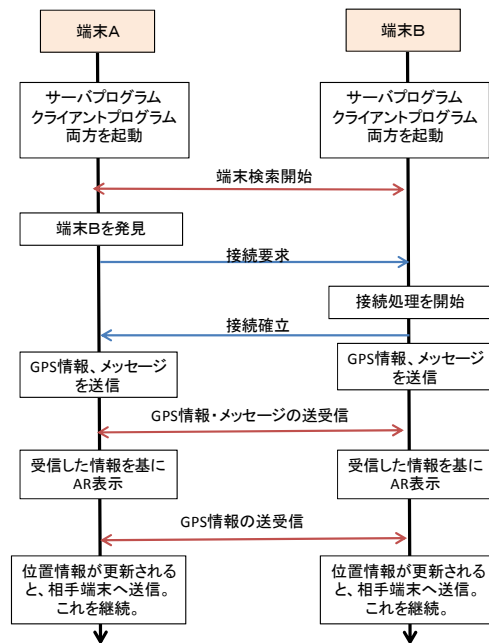 端末A
端末B
サーバプログラム
クライアントプログラム
両方を起動
サーバプログラム
クライアントプログラム
両方を起動
端末検索開始
端末Bを発見
接続要求
接続処理を開始
接続確立
GPS情報、メッセージ
を送信
GPS情報、メッセージ
を送信
GPS情報・メッセージの送受信
受信した情報を基に
AR表示
受信した情報を基に
AR表示
GPS情報の送受信
位置情報が更新される
と、相手端末へ送信。
これを継続。
位置情報が更新される
と、相手端末へ送信。
これを継続。